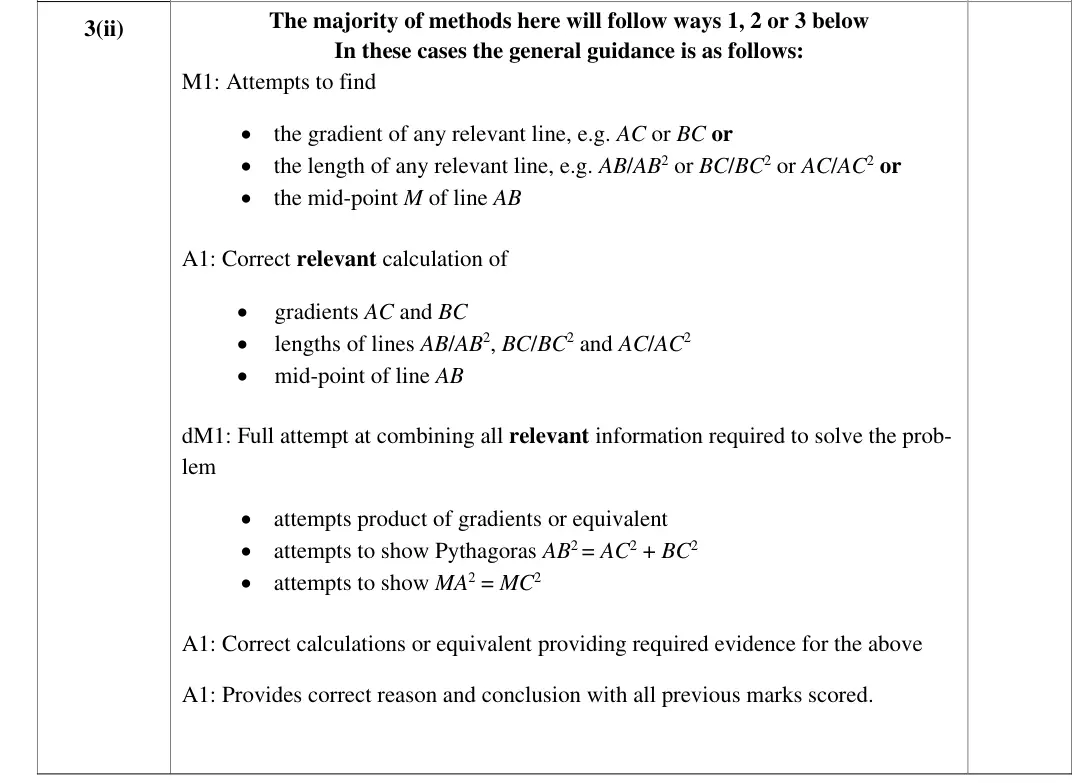 3(ii)
The majority of methods here will follow ways 1, 2 or 3 below
In these cases the general guidance is as follows:
M1: Attempts to find
• the gradient of any relevant line, e.g. AC or BC or
• the length of any relevant line, e.g. AB/AB² or BC/BC² or AC/AC² or
• the mid-point M of line AB
A1: Correct relevant calculation of
• gradients AC and BC
• lengths of lines AB/AB², BC/BC² and AC/AC²
• mid-point of line AB
dM1: Full attempt at combining all relevant information required to solve the prob-
lem
• attempts product of gradients or equivalent
• attempts to show Pythagoras AB² = AC² + BC²
• attempts to show MA² = MC²
A1: Correct calculations or equivalent providing required evidence for the above
A1: Provides correct reason and conclusion with all previous marks scored.